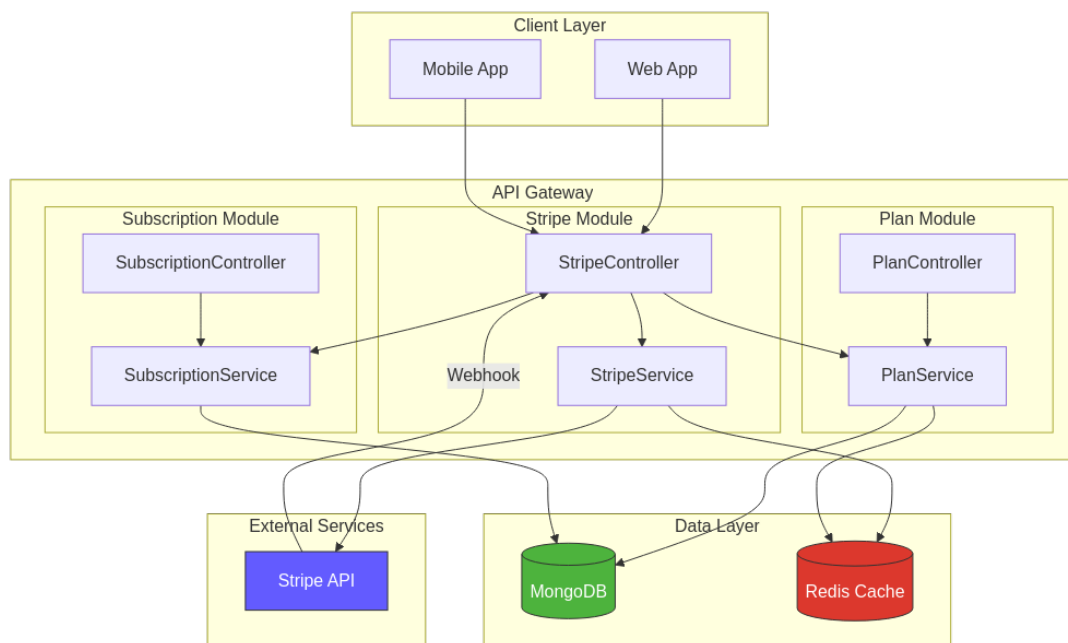 Client Layer
Mobile App
Web App
API Gateway
Subscription Module
Stripe Module
Plan Module
SubscriptionController
StripeController
PlanController
SubscriptionService
Webhook
StripeService
PlanService
External Services
Data Layer
Stripe API
MongoDB
Redis Cache